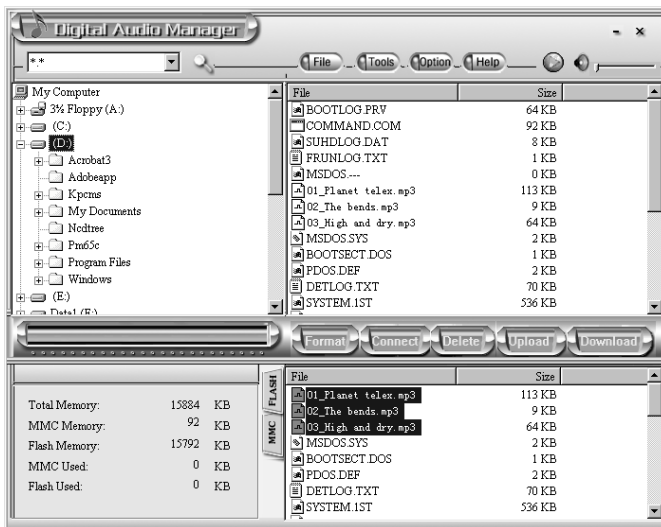 Digital Audio Manager
*.*
File Tools Option Help
My Computer
3½ Floppy (A:)
(C:)
(D:)
Acrobat3
Adobeapp
Kpcms
My Documents
Ncdtree
Pm65c
Program Files
Windows
(E:)
Data1 (F:)
File Size
BOOTLOG.PRV 64 KB
COMMAND.COM 92 KB
SUHDLOG.DAT 8 KB
FRUNLOG.TXT 1 KB
MSDOS.--- 0 KB
01_Planet telex.mp3 113 KB
02_The bends.mp3 9 KB
03_High and dry.mp3 64 KB
MSDOS.SYS 2 KB
BOOTSECT.DOS 1 KB
PDOS.DEF 2 KB
DETLOG.TXT 70 KB
SYSTEM.1ST 536 KB
Format Connect Delete Upload Download
Total Memory: 15884 KB
MMC Memory: 92 KB
Flash Memory: 15792 KB
MMC Used: 0 KB
Flash Used: 0 KB
FLASH
MMC
File Size
01_Planet telex.mp3 113 KB
02_The bends.mp3 9 KB
03_High and dry.mp3 64 KB
MSDOS.SYS 2 KB
BOOTSECT.DOS 1 KB
PDOS.DEF 2 KB
DETLOG.TXT 70 KB
SYSTEM.1ST 536 KB